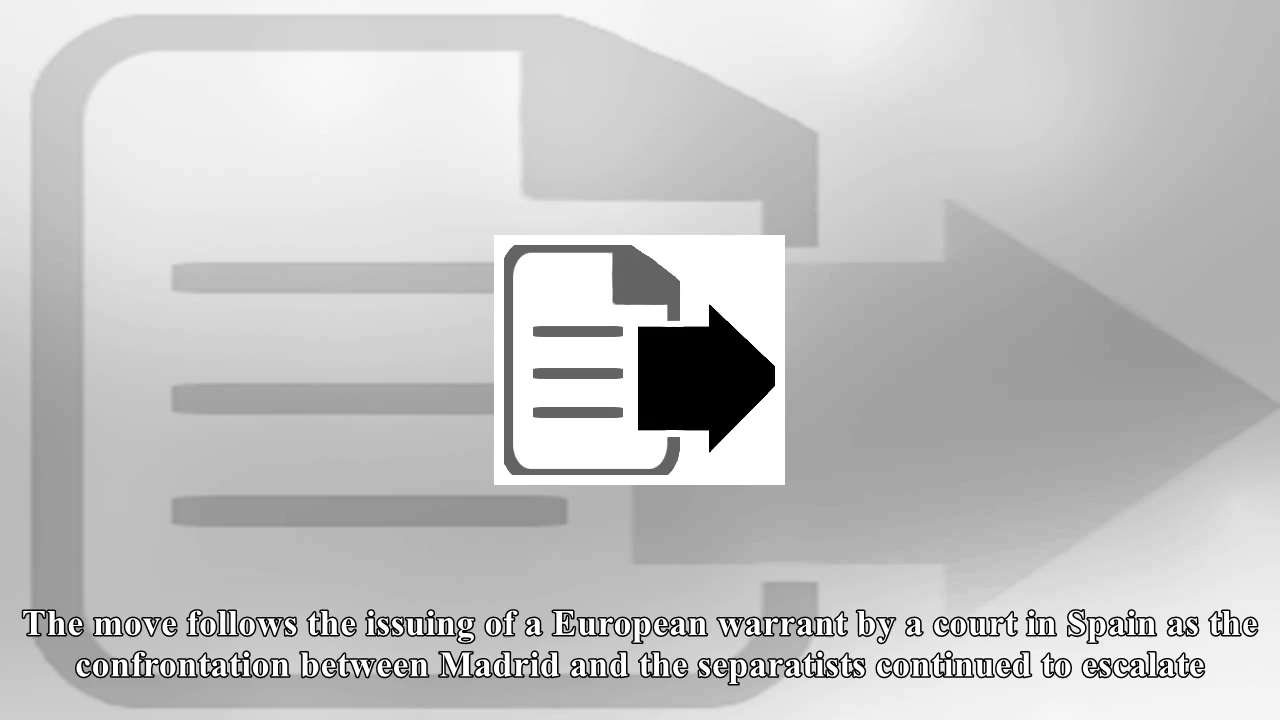 The move follows the issuing of a European warrant by a court in Spain as the
confrontation between Madrid and the separatists continued to escalate